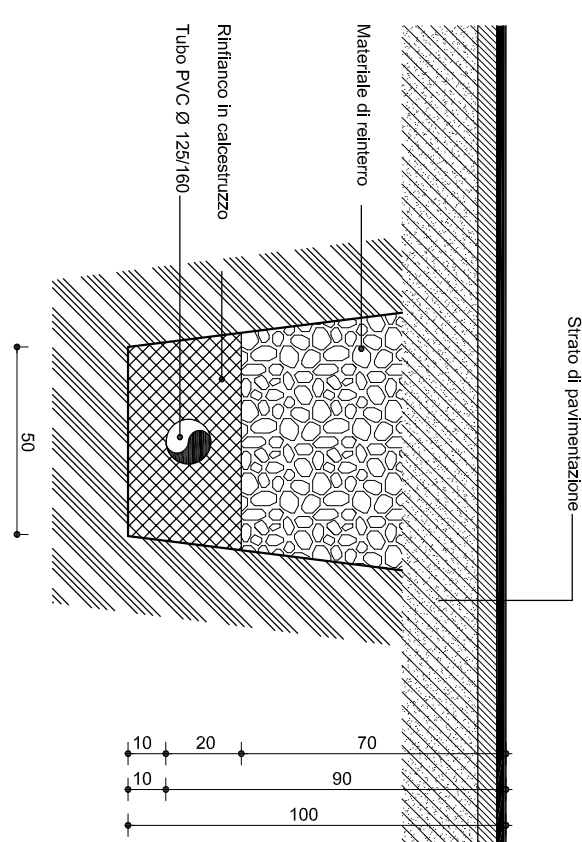 Strato di pavimentazione
Materiale di reinterro
Rinfianco in calcestruzzo
Tubo PVC Ø 125/160
50
10
20
70
10
90
100